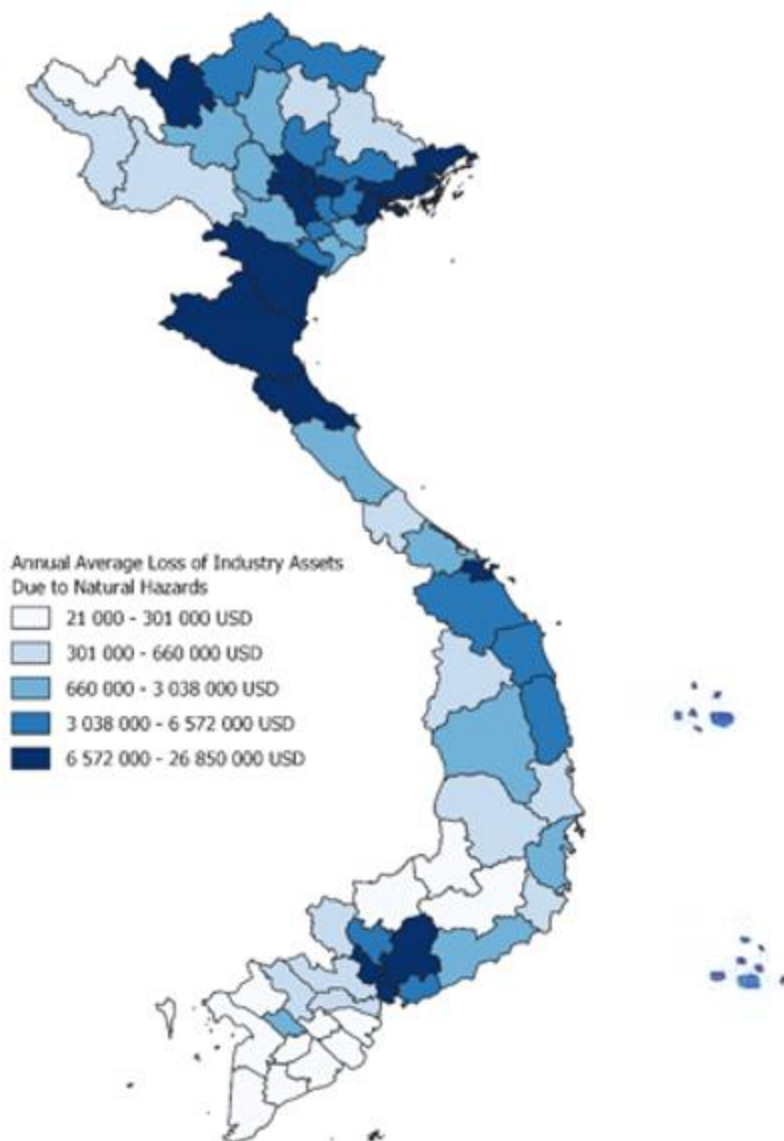 Annual Average Loss of Industry Assets
Due to Natural Hazards
21 000 - 301 000 USD
301 000 - 660 000 USD
660 000 - 3 038 000 USD
3 038 000 - 6 572 000 USD
6 572 000 - 26 850 000 USD